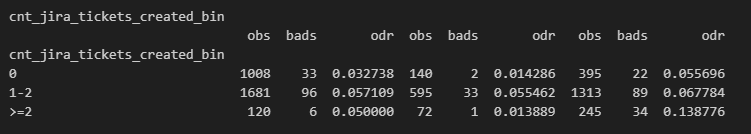 cnt_jira_tickets_created_bin
obs bads odr obs bads odr obs bads odr
cnt_jira_tickets_created_bin
0 1008 33 0.032738 140 2 0.014286 395 22 0.055696
1-2 1681 96 0.057109 595 33 0.055462 1313 89 0.067784
>=2 120 6 0.050000 72 1 0.013889 245 34 0.138776